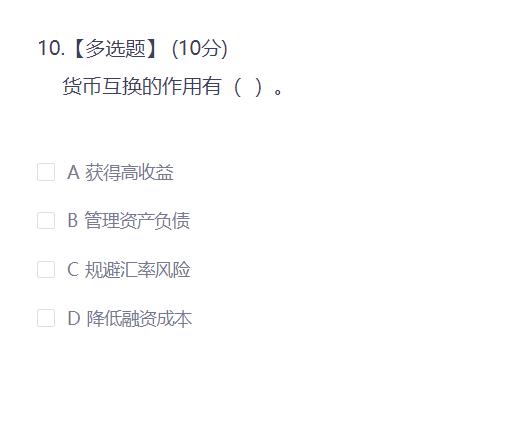 10.【多选题】 (10分)
货币互换的作用有（ ）。
A 获得高收益
B 管理资产负债
C 规避汇率风险
D 降低融资成本